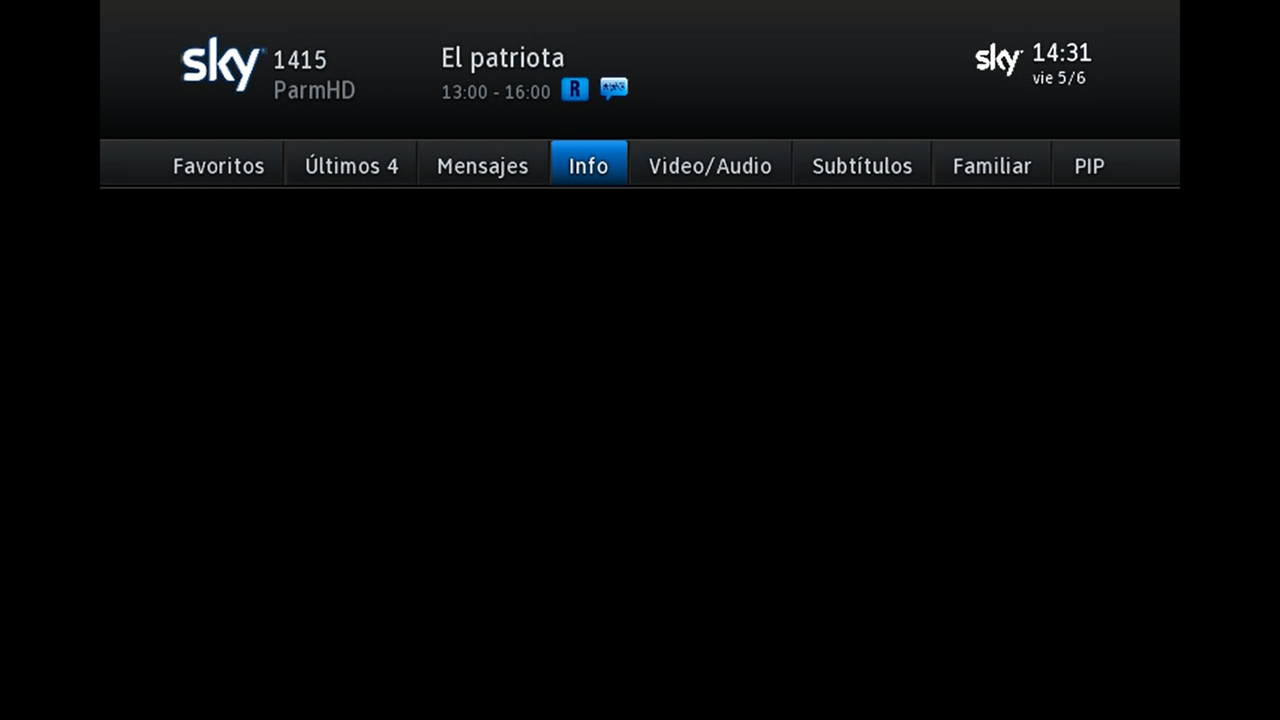 sky 1415 El patriota sky 14:31
ParmHD 13:00 - 16:00 R vie 5/6
Favoritos Últimos 4 Mensajes Info Video/Audio Subtítulos Familiar PIP